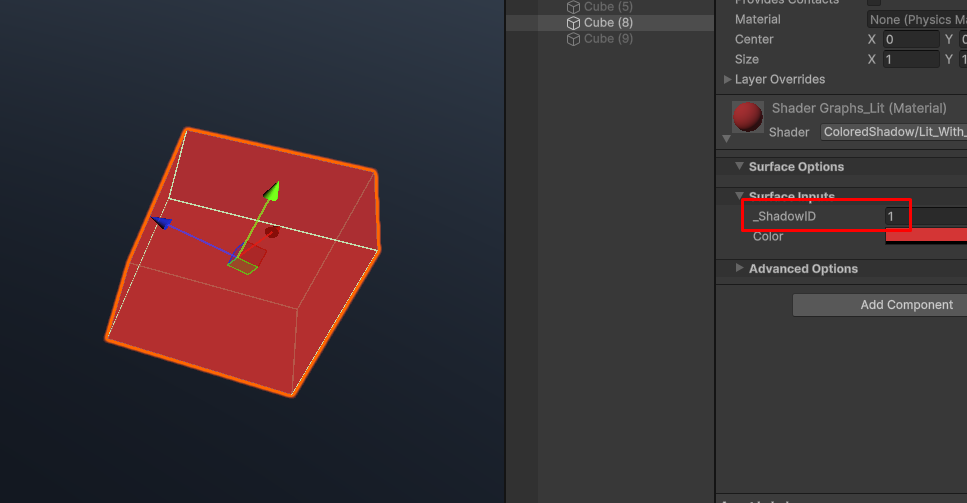 Cube (5)
Cube (8)
Cube (9)
Provides Contacts
Material None (Physics Ma
Center X 0 Y 0
Size X 1 Y 1
Layer Overrides
Shader Graphs_Lit (Material)
Shader ColoredShadow/Lit_With_
Surface Options
Surface Inputs
_ShadowID 1
Color
Advanced Options
Add Component